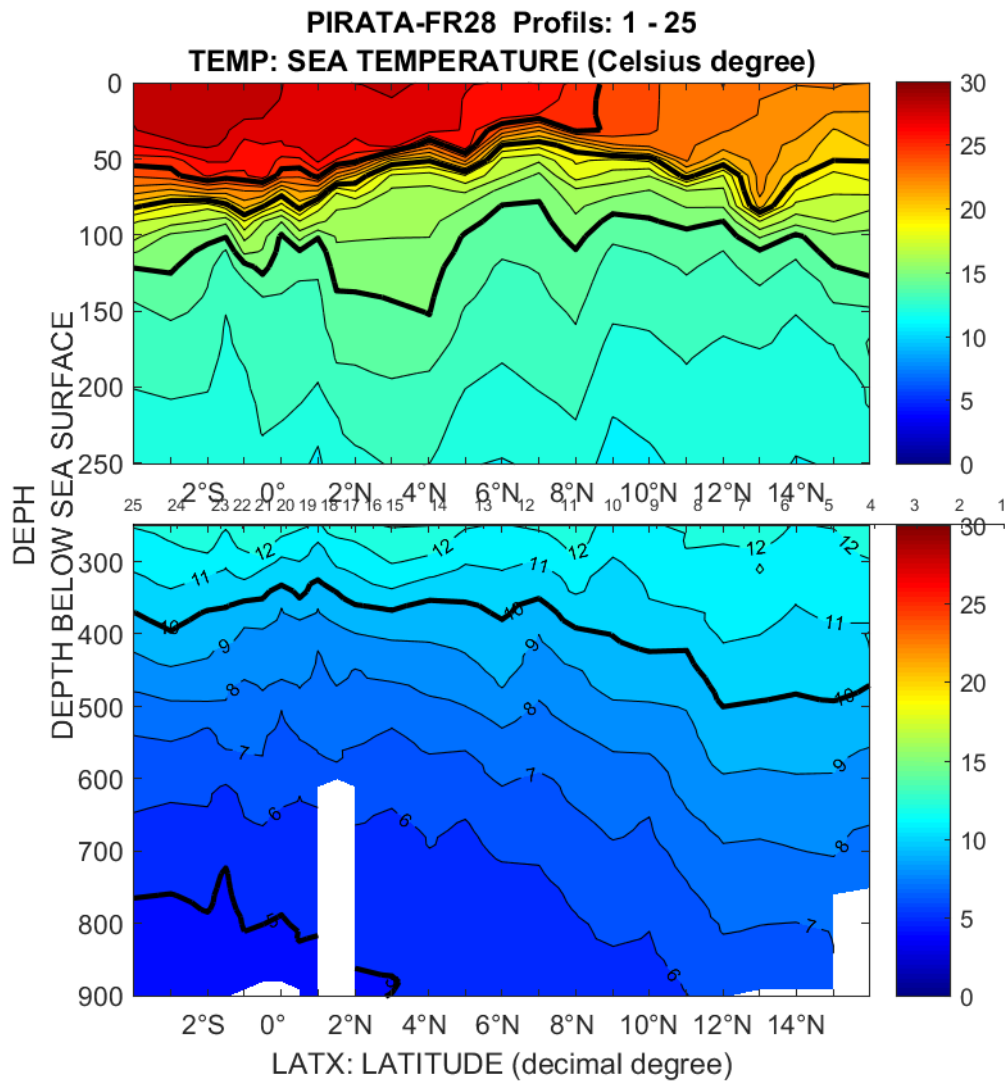 PIRATA-FR28 Profils: 1 - 25
TEMP: SEA TEMPERATURE (Celsius degree)
0
50
100
150
200
250
30
25
20
15
10
5
0
2°S 0° 2°N 4°N 6°N 8°N 10°N 12°N 14°N
25 24 23 22 21 20 19 18 17 16 15 14 13 12 11 10 9 8 7 6 5 4 3 2 1
DEPH
DEPTH BELOW SEA SURFACE
300
400
500
600
700
800
900
12 12 12 12 12
11 11 11
10 10 10
9 9 9
8 8 8
7 7 7
6 6 6
5
30
25
20
15
10
5
0
2°S 0° 2°N 4°N 6°N 8°N 10°N 12°N 14°N
LATX: LATITUDE (decimal degree)